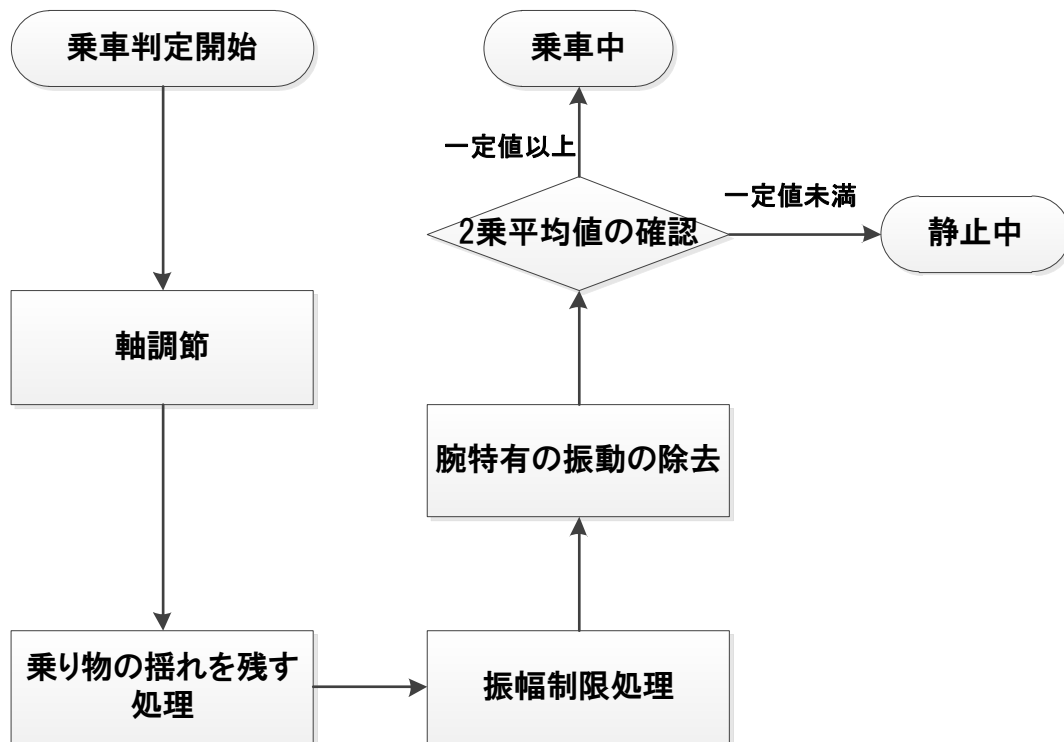 乗車判定開始
軸調節
乗り物の揺れを残す
処理
振幅制限処理
腕特有の振動の除去
2乗平均値の確認
一定値以上
乗車中
一定値未満
静止中